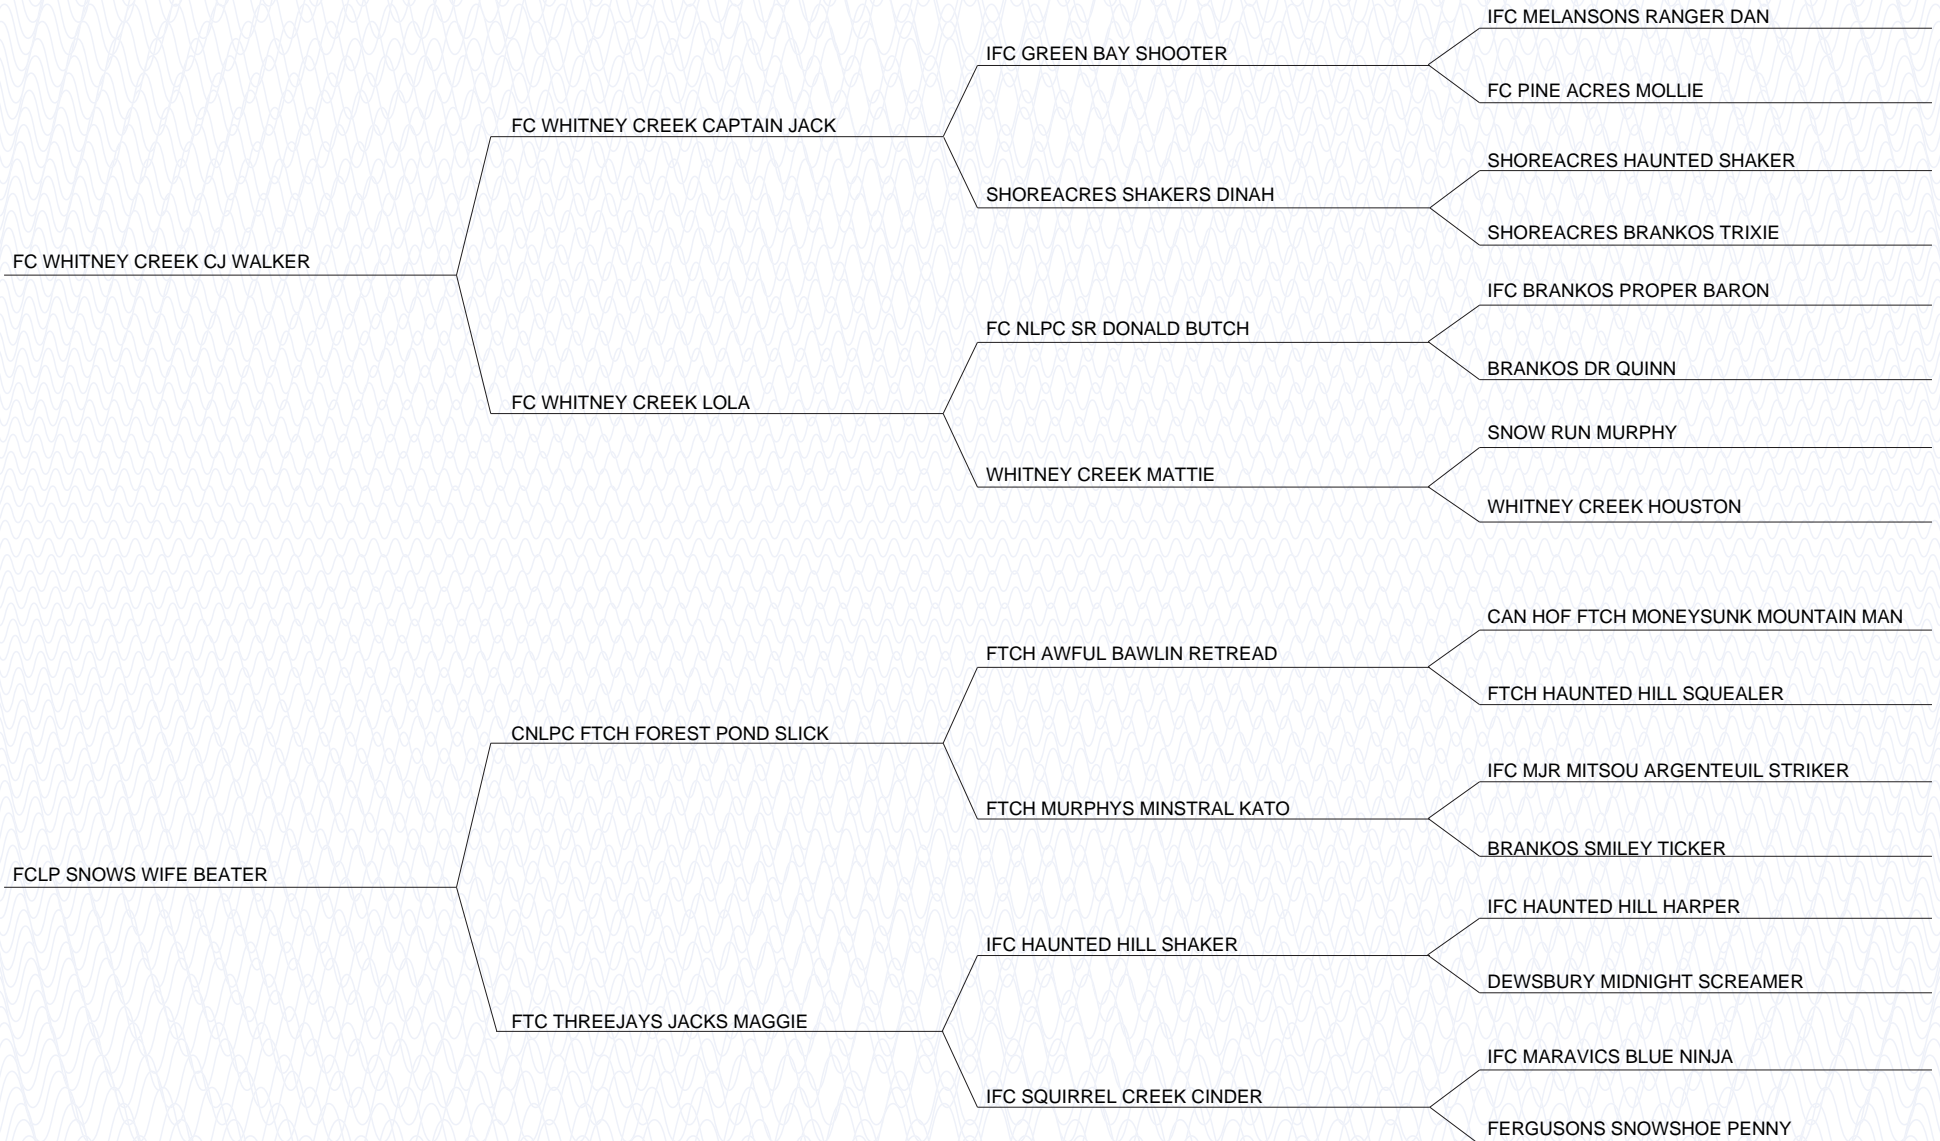 IFC MELANSONS RANGER DAN
IFC GREEN BAY SHOOTER
FC PINE ACRES MOLLIE
FC WHITNEY CREEK CAPTAIN JACK
SHOREACRES HAUNTED SHAKER
SHOREACRES SHAKERS DINAH
SHOREACRES BRANKOS TRIXIE
FC WHITNEY CREEK CJ WALKER
IFC BRANKOS PROPER BARON
FC NLPC SR DONALD BUTCH
BRANKOS DR QUINN
FC WHITNEY CREEK LOLA
SNOW RUN MURPHY
WHITNEY CREEK MATTIE
WHITNEY CREEK HOUSTON
CAN HOF FTCH MONEYSUNK MOUNTAIN MAN
FTCH AWFUL BAWLIN RETREAD
FTCH HAUNTED HILL SQUEALER
CNLPC FTCH FOREST POND SLICK
IFC MJR MITSOU ARGENTEUIL STRIKER
FTCH MURPHYS MINSTRAL KATO
BRANKOS SMILEY TICKER
FCLP SNOWS WIFE BEATER
IFC HAUNTED HILL HARPER
IFC HAUNTED HILL SHAKER
DEWSBURY MIDNIGHT SCREAMER
FTC THREEJAYS JACKS MAGGIE
IFC MARAVICS BLUE NINJA
IFC SQUIRREL CREEK CINDER
FERGUSONS SNOWSHOE PENNY